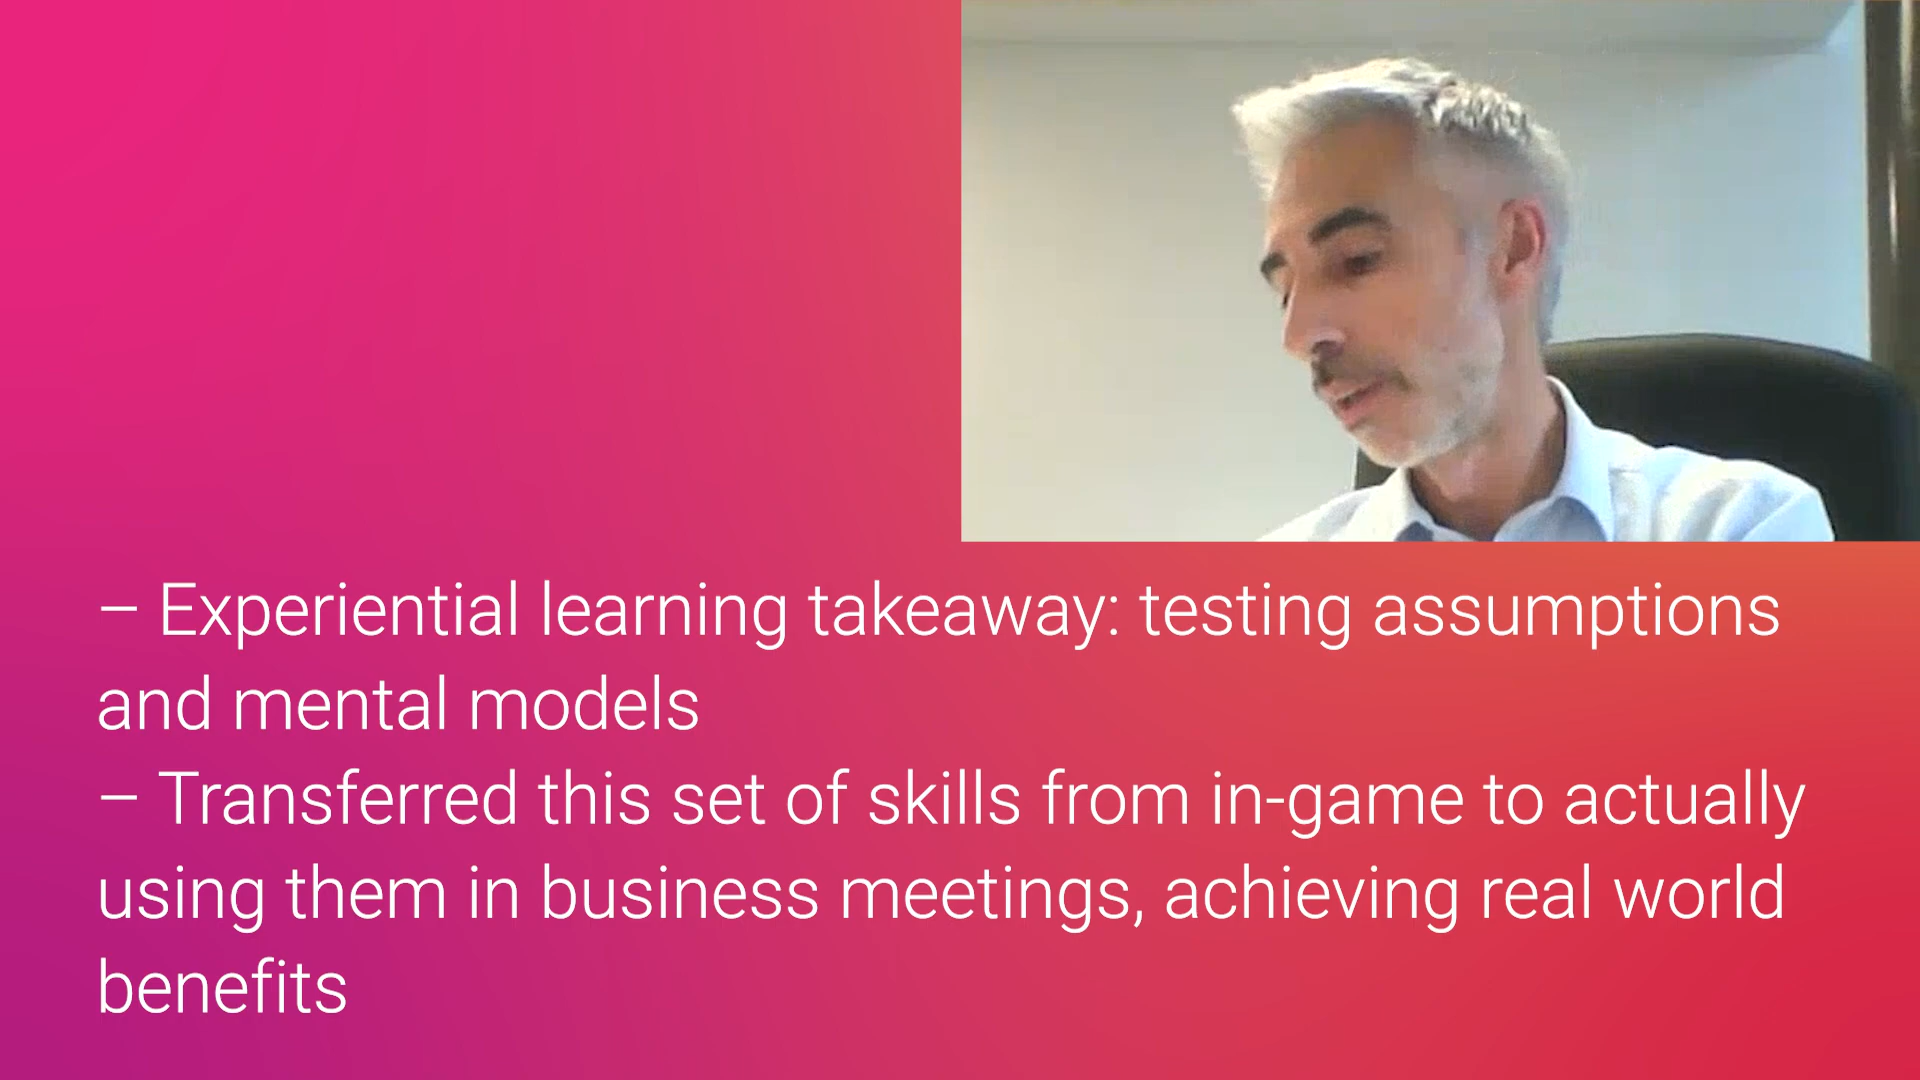 – Experiential learning takeaway: testing assumptions
and mental models
– Transferred this set of skills from in-game to actually
using them in business meetings, achieving real world
benefits